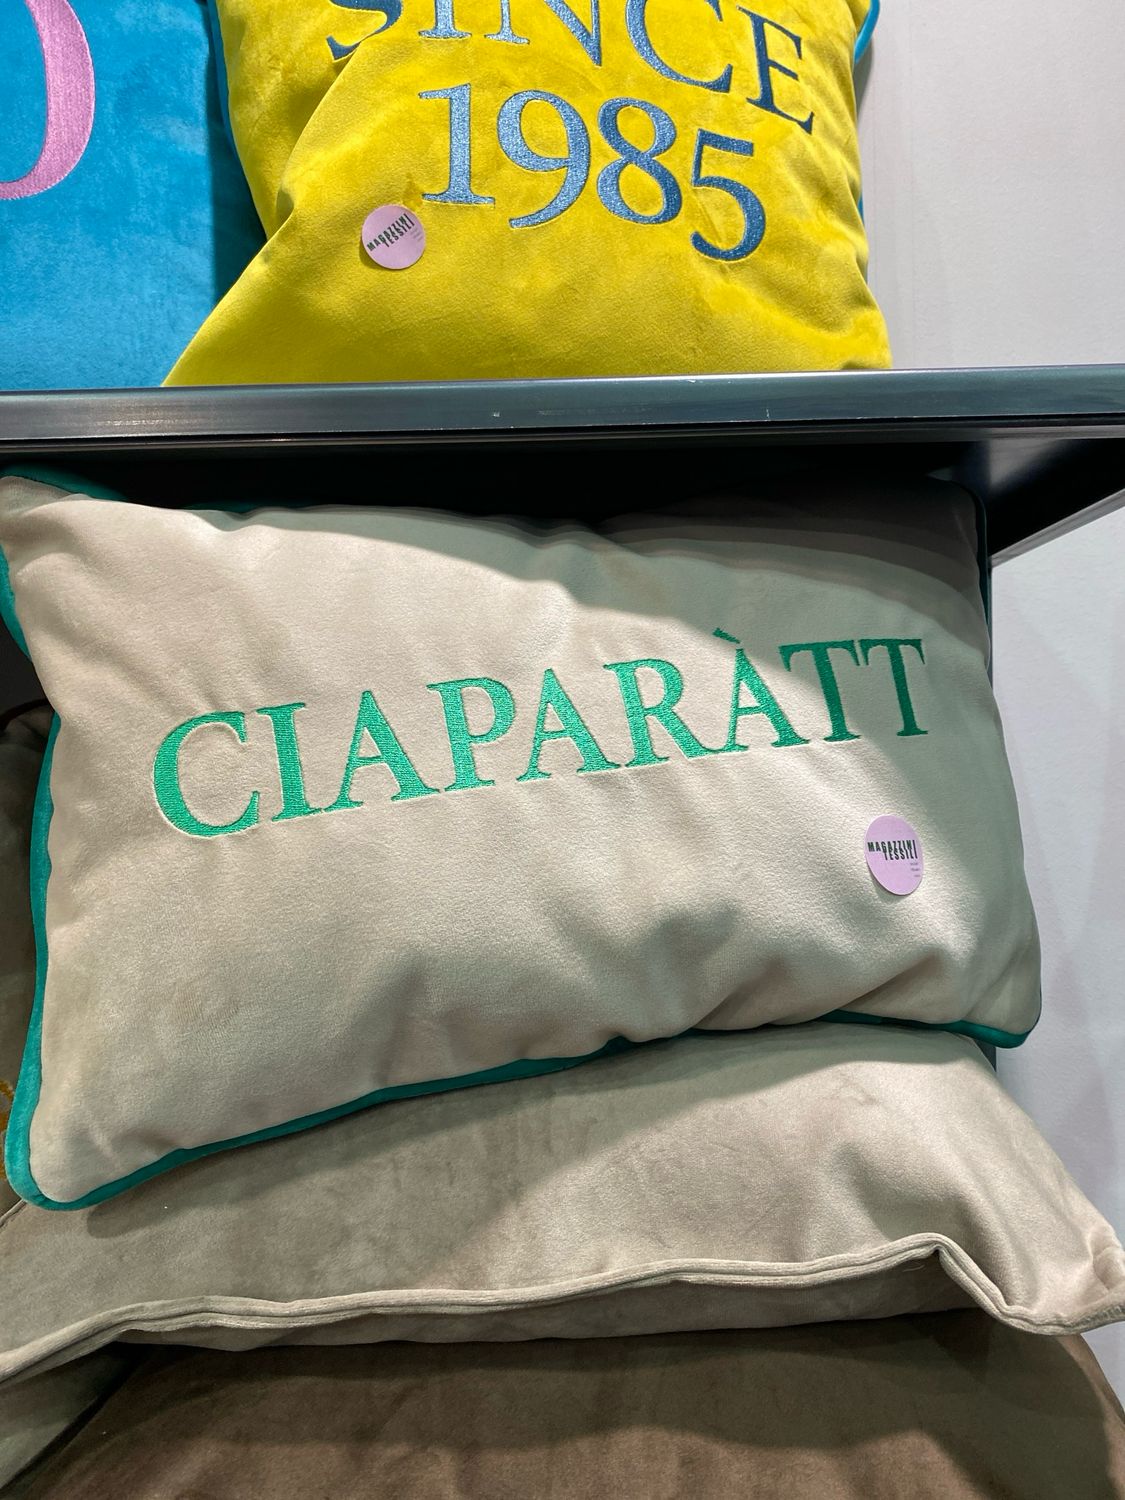 SINCE
1985
MAGAZZINI
TESSILI
CIAPARÀTT
MAGAZZINI
TESSILI